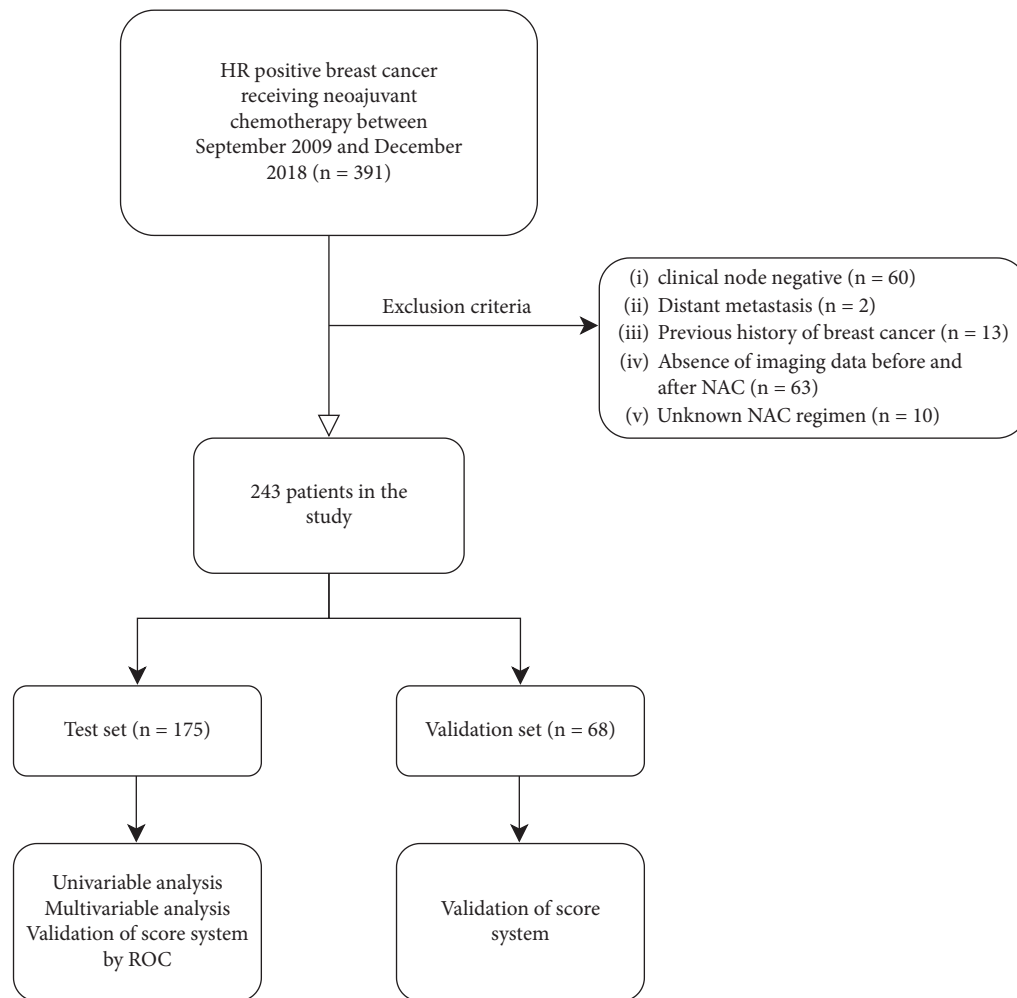 HR positive breast cancer
receiving neoajuvant
chemotherapy between
September 2009 and December
2018 (n = 391)
Exclusion criteria
(i) clinical node negative (n = 60)
(ii) Distant metastasis (n = 2)
(iii) Previous history of breast cancer (n = 13)
(iv) Absence of imaging data before and
after NAC (n = 63)
(v) Unknown NAC regimen (n = 10)
243 patients in the
study
Test set (n = 175)
Validation set (n = 68)
Univariable analysis
Multivariable analysis
Validation of score system
by ROC
Validation of score
system